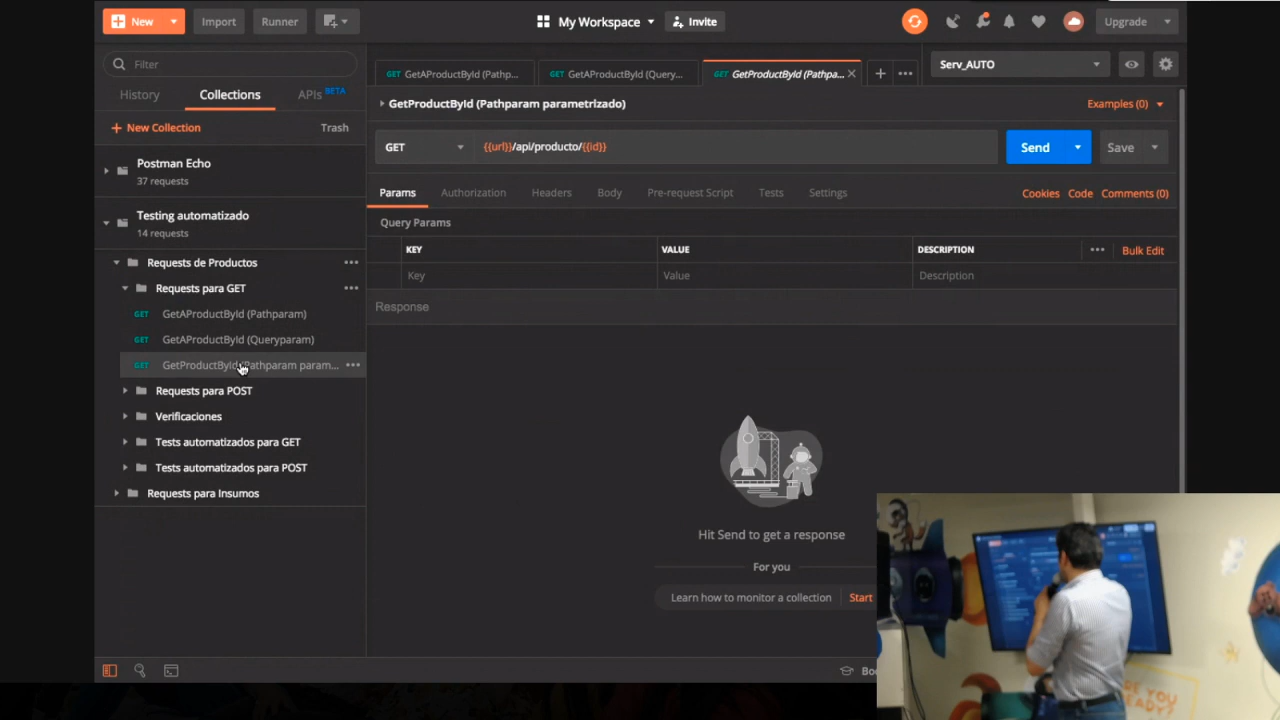 New
Import
Runner
My Workspace
Invite
Upgrade
Filter
History
Collections
APIs BETA
New Collection
Trash
Postman Echo
37 requests
Testing automatizado
14 requests
Requests de Productos
Requests para GET
GET GetAProductById (Pathparam)
GET GetAProductById (Queryparam)
GET GetProductById (Pathparam param...
Requests para POST
Verificaciones
Tests automatizados para GET
Tests automatizados para POST
Requests para Insumos
GET GetAProductById (Pathp...
GET GetAProductById (Query...
GET GetProductById (Pathpa...
Serv_AUTO
GetProductById (Pathparam parametrizado)
Examples (0)
GET
{{url}}/api/producto/{{id}}
Send
Save
Params
Authorization
Headers
Body
Pre-request Script
Tests
Settings
Cookies
Code
Comments (0)
Query Params
KEY
VALUE
DESCRIPTION
Bulk Edit
Key
Value
Description
Response
Hit Send to get a response
For you
Learn how to monitor a collection
Start
YOU
READY?